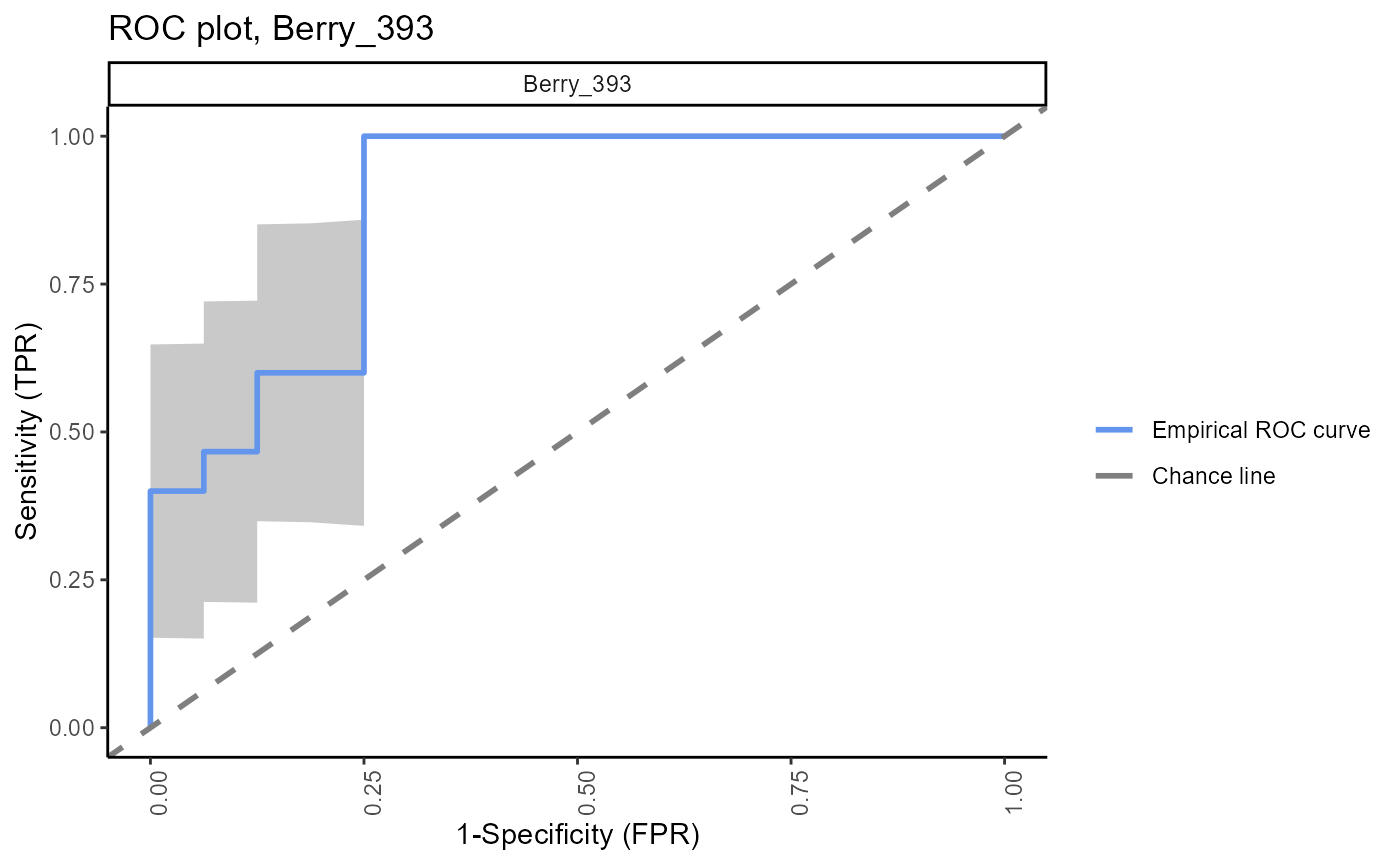 ROC plot, Berry_393
Berry_393
1.00
0.75
0.50
0.25
0.00
Sensitivity (TPR)
0.00
0.25
0.50
0.75
1.00
1-Specificity (FPR)
Empirical ROC curve
Chance line